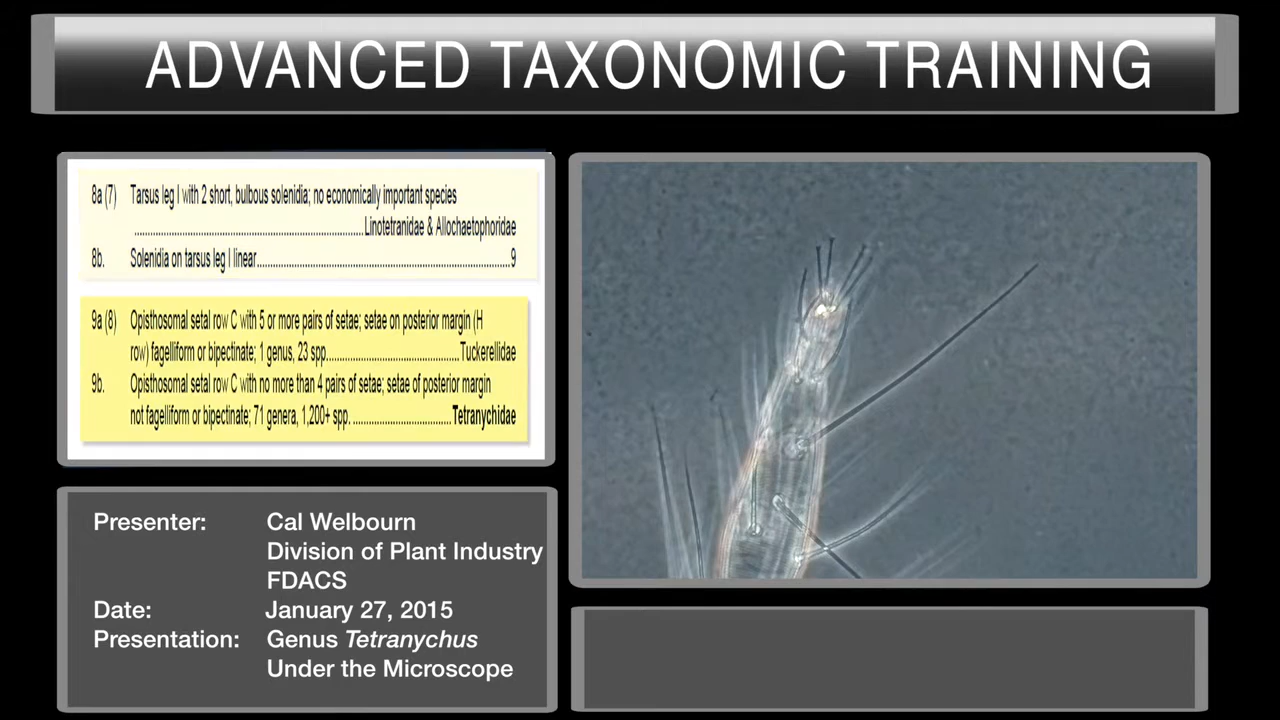 ADVANCED TAXONOMIC TRAINING
8a (7) Tarsus leg I with 2 short, bulbous solenidia; no economically important species
..........Linotetranidae & Allochaetophoridae
8b. Solenidia on tarsus leg I linear..........9
9a (8) Opisthosomal setal row C with 5 or more pairs of setae; setae on posterior margin (H
row) fagelliform or bipectinate; 1 genus, 23 spp..........Tuckerellidae
9b. Opisthosomal setal row C with no more than 4 pairs of setae; setae of posterior margin
not fagelliform or bipectinate; 71 genera, 1,200+ spp. ..........Tetranychidae
Presenter: Cal Welbourn
Division of Plant Industry
FDACS
Date: January 27, 2015
Presentation: Genus Tetranychus
Under the Microscope